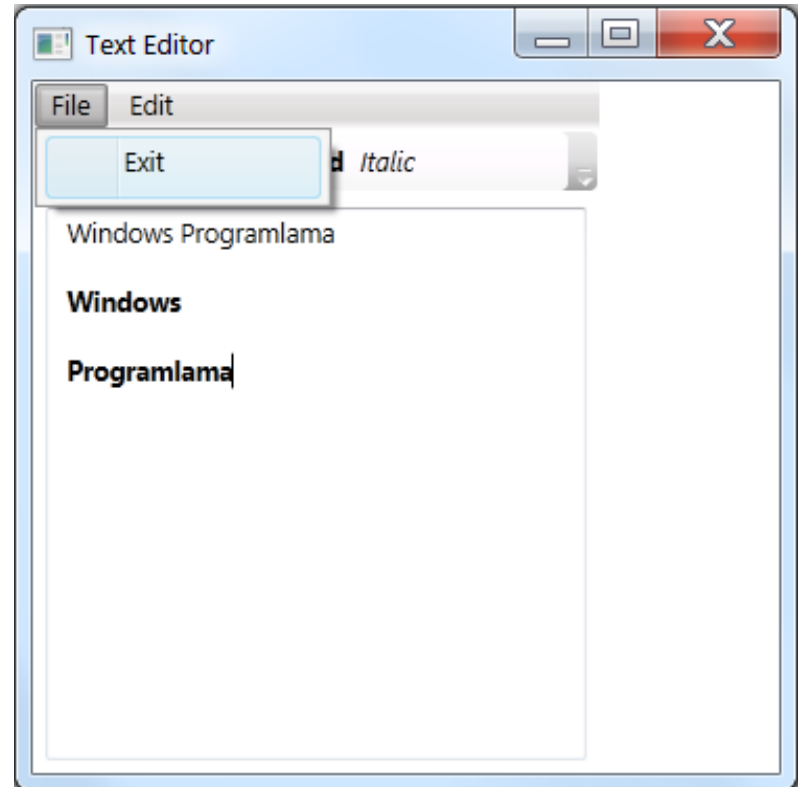 Text Editor
File Edit
Exit Italic
Windows Programlama
Windows
Programlama